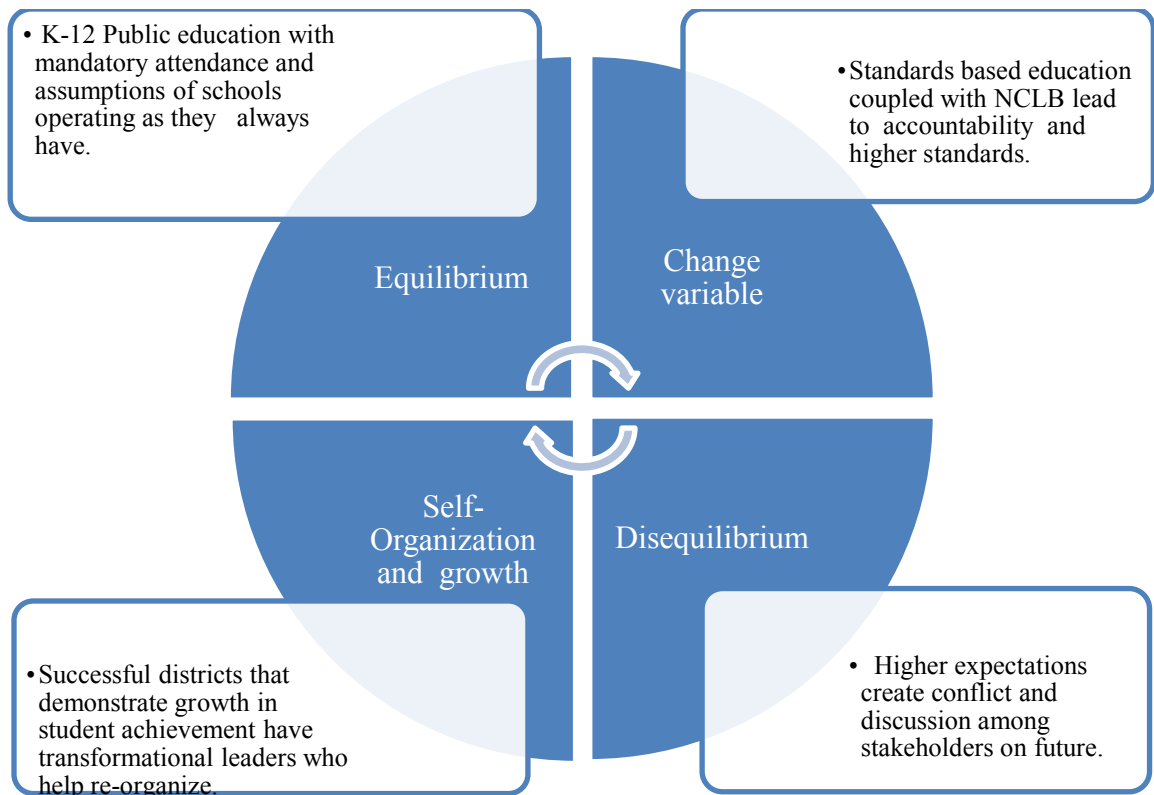 • K-12 Public education with
mandatory attendance and
assumptions of schools
operating as they always
have.
•Standards based education
coupled with NCLB lead
to accountability and
higher standards.
Equilibrium
Change
variable
Self-
Organization
and growth
Disequilibrium
•Successful districts that
demonstrate growth in
student achievement have
transformational leaders who
help re-organize.
• Higher expectations
create conflict and
discussion among
stakeholders on future.